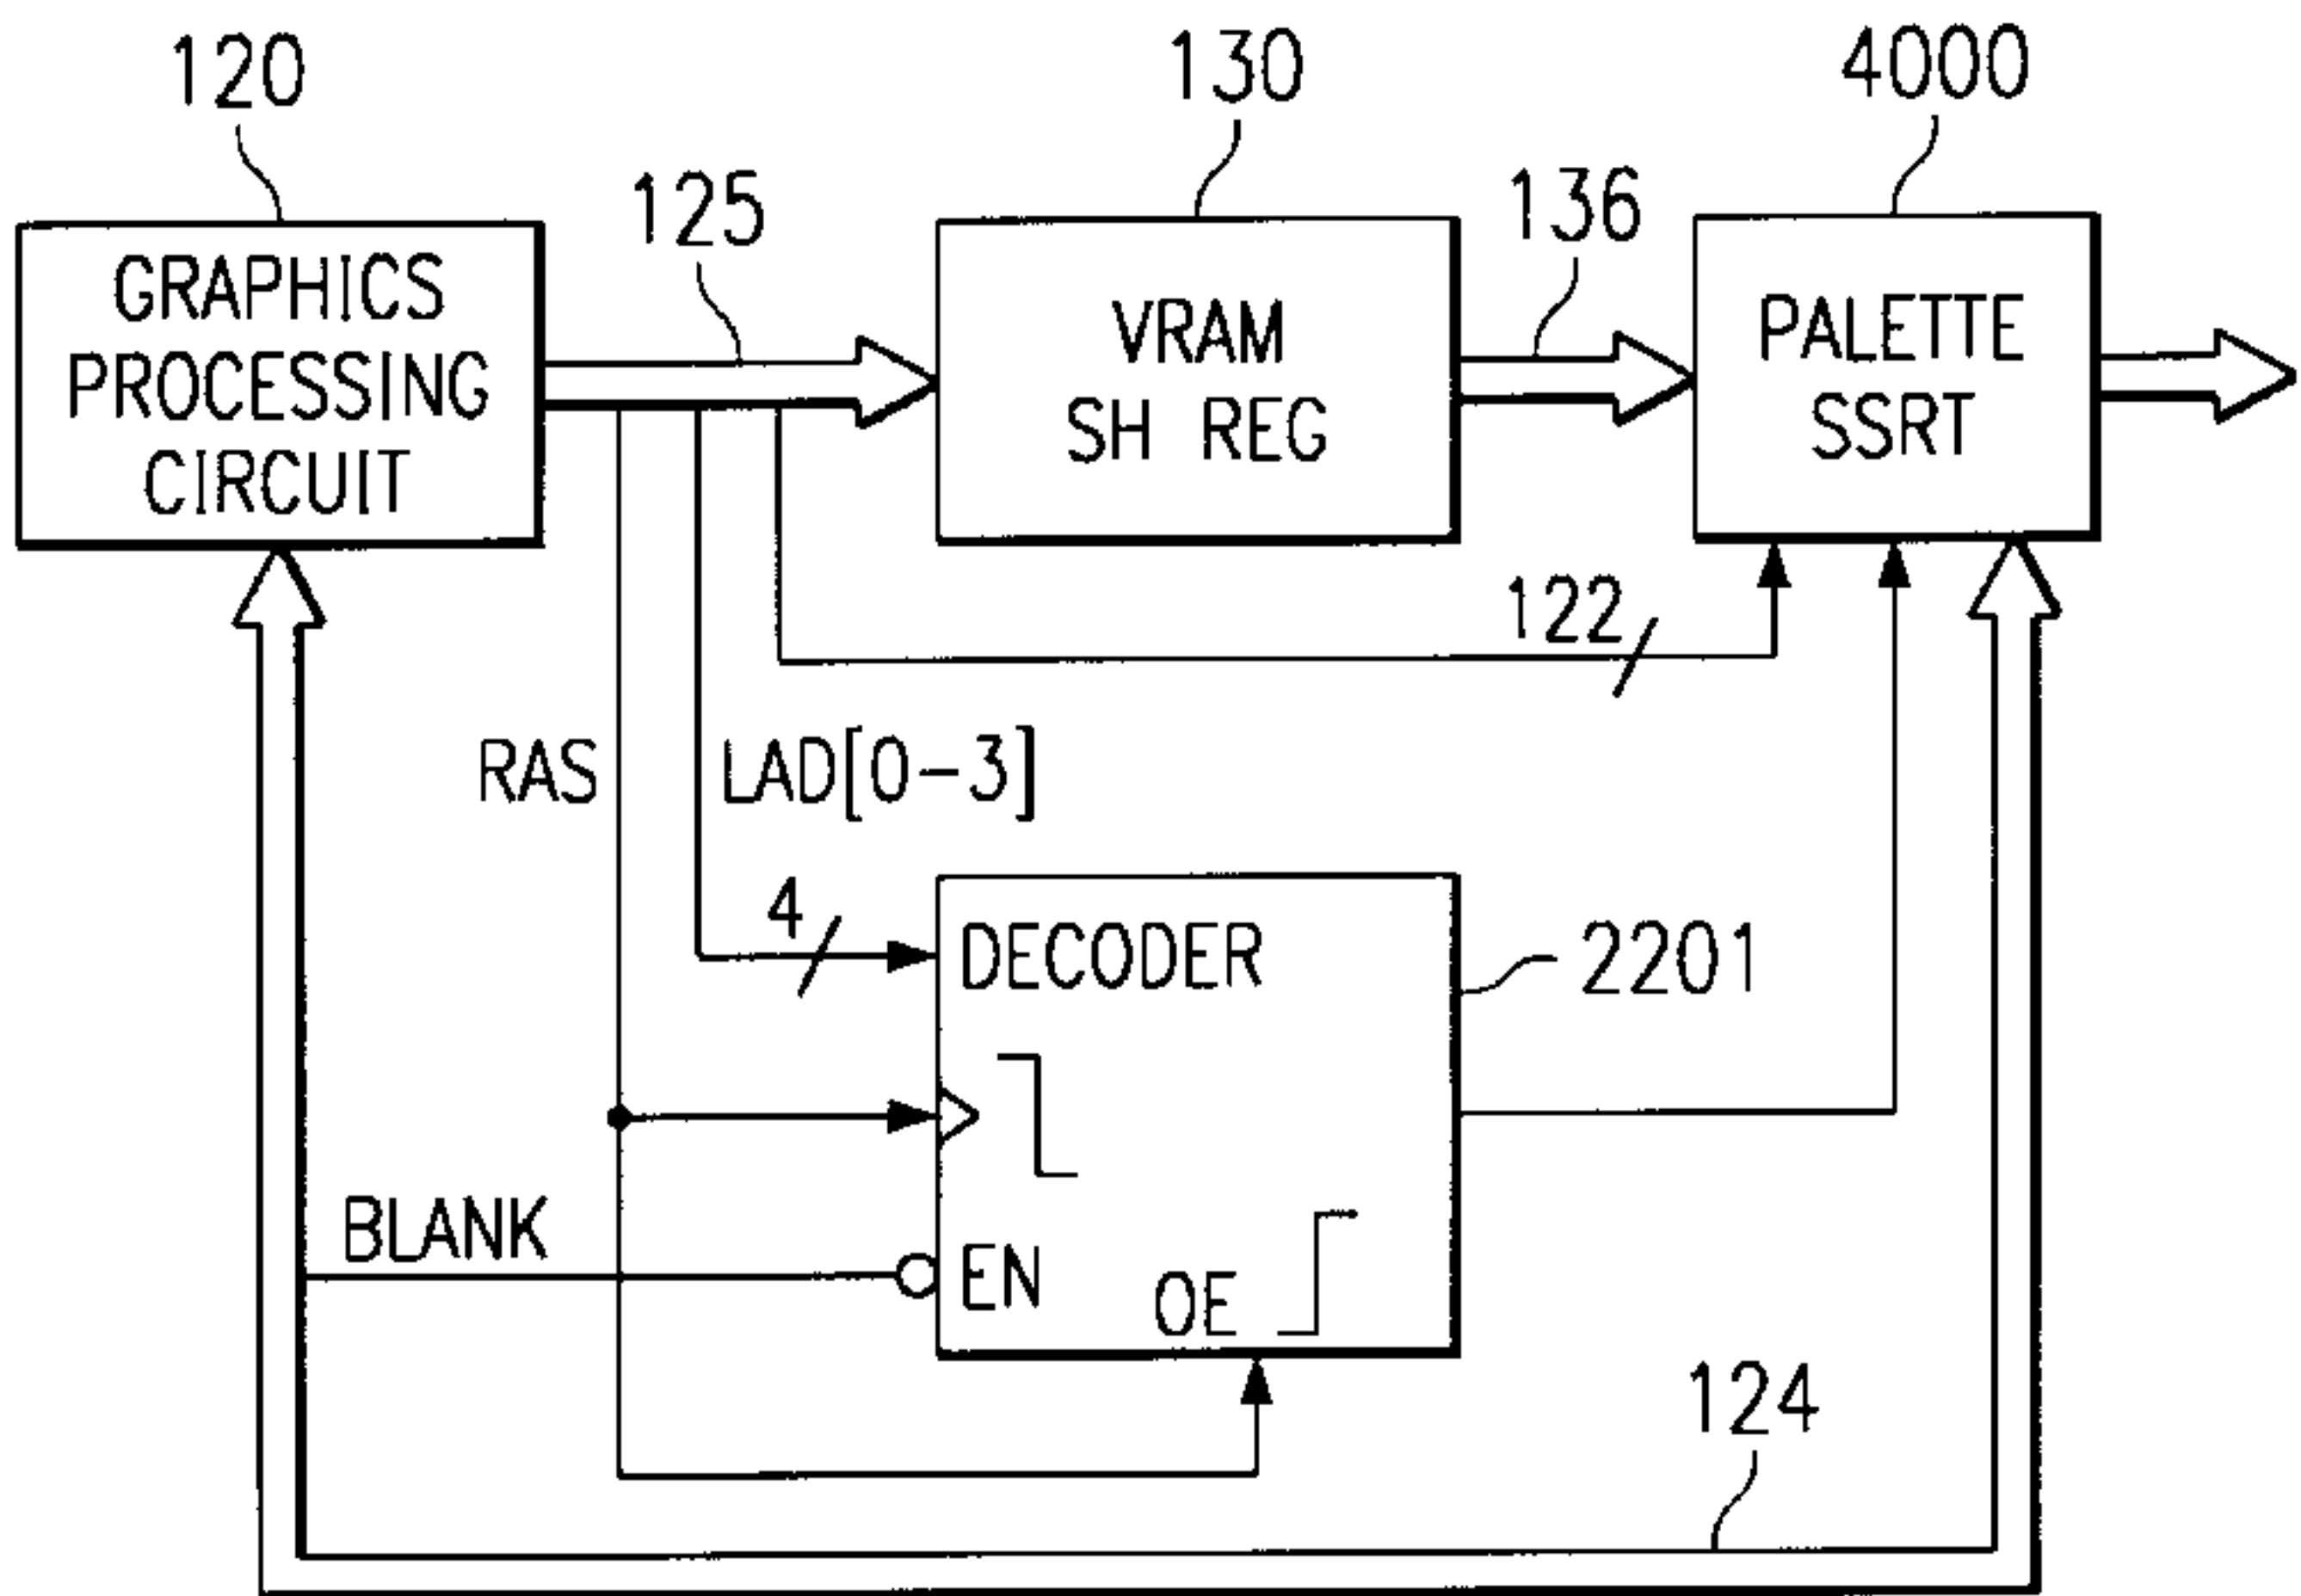 120
130
4000
125
136
GRAPHICS
PROCESSING
CIRCUIT
VRAM
SH REG
PALETTE
SSRT
122
RAS
LAD[0-3]
4
DECODER
2201
BLANK
EN
OE
124